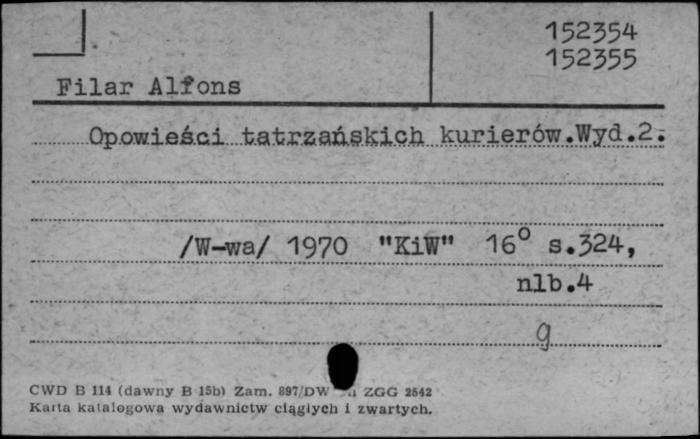 152354
152355
Filar Alfons
Opowieści tatrzańskich kurierów.Wyd.2.
/W-wa/ 1970 "KiW" 16° s.324,
nlb.4
g
CWD B 114 (dawny B 15b) Zam. 897/DW ZGG 2542
Karta katalogowa wydawnictw ciągłych i zwartych.